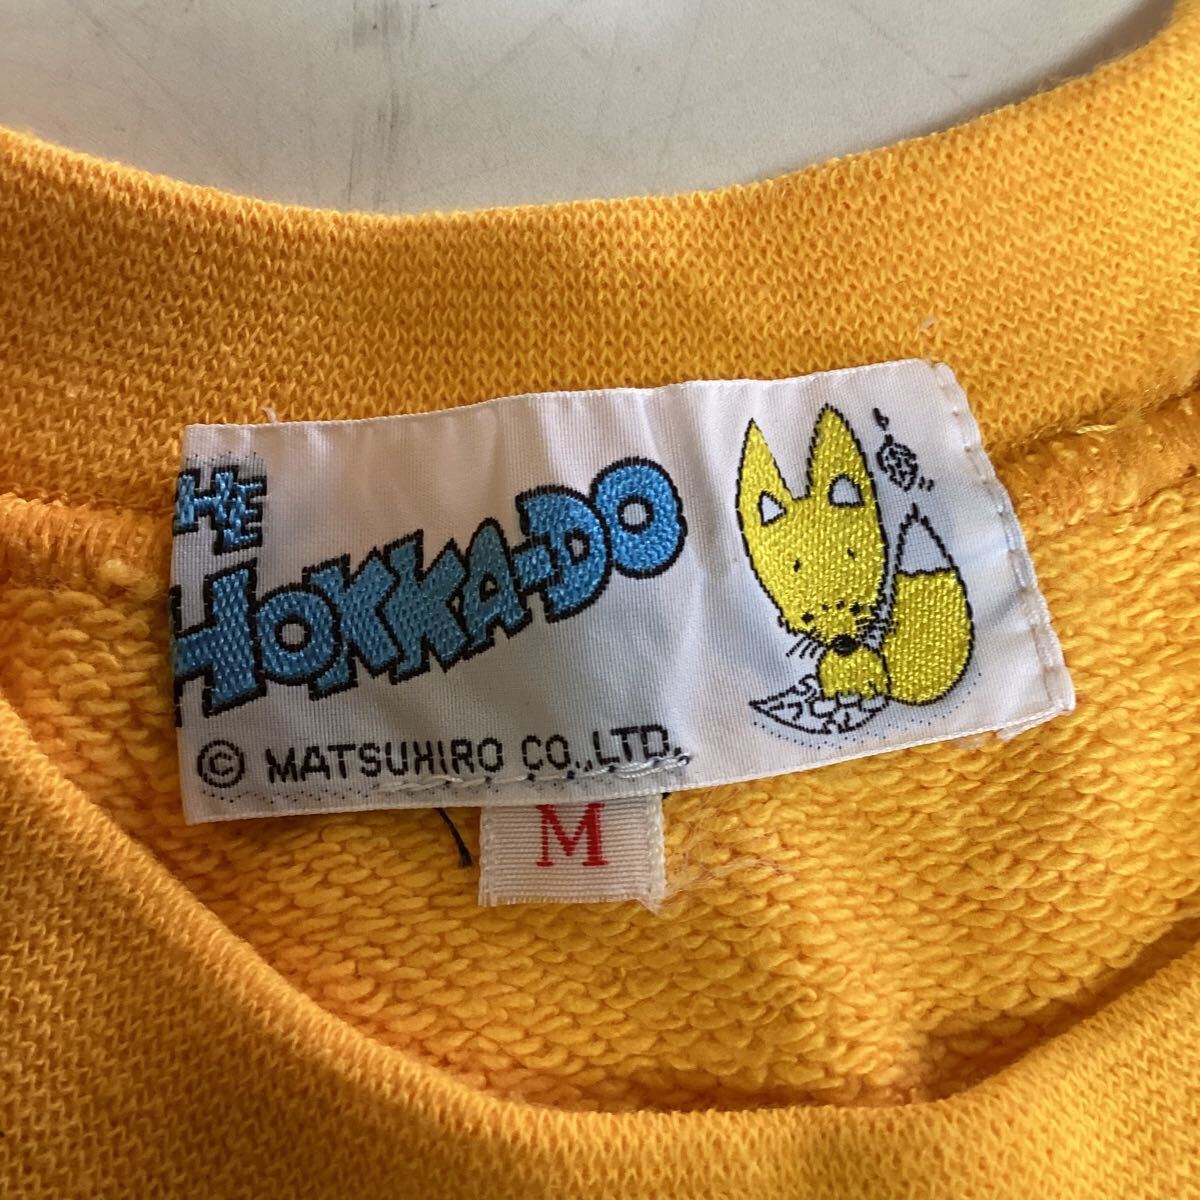 THE
HOKKA-DO
© MATSUHIRO CO.,LTD.
M